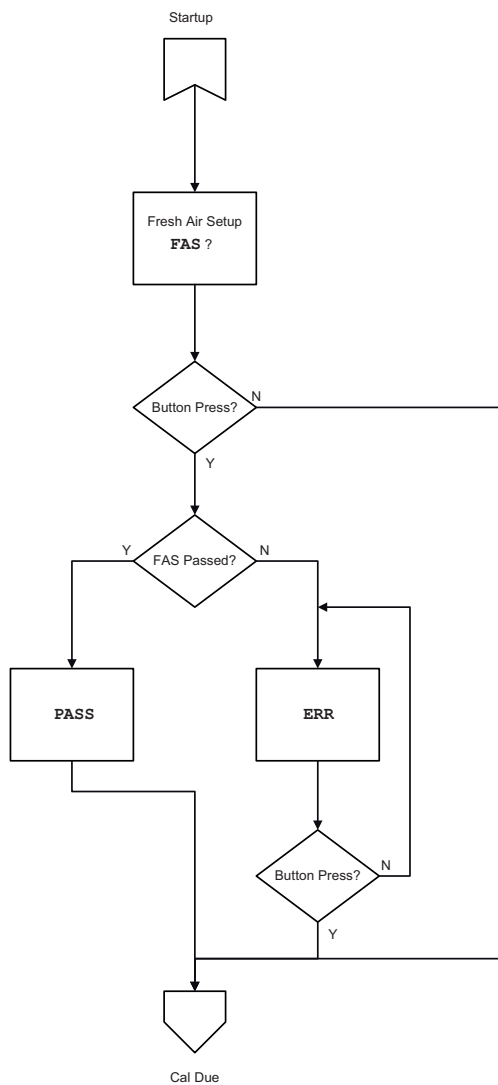 Startup
Fresh Air Setup
FAS ?
Button Press?
N
Y
FAS Passed?
Y
N
PASS
ERR
Button Press?
N
Y
Cal Due